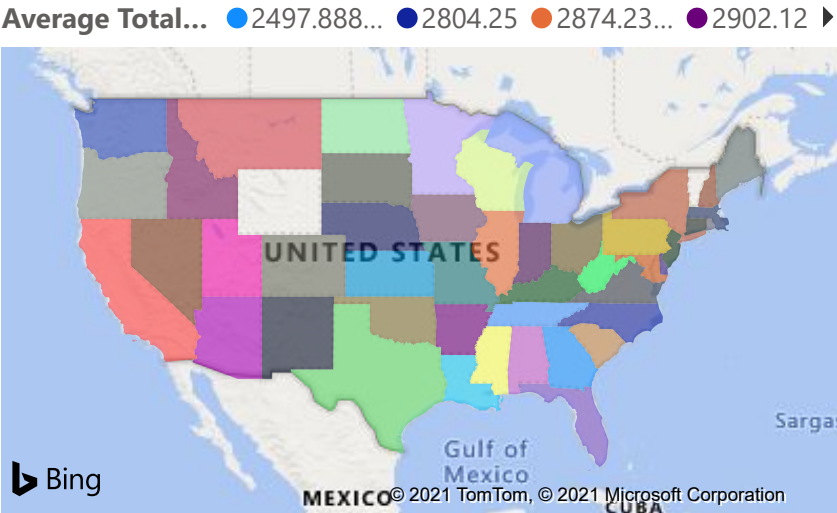 Average Total... 2497.888... 2804.25 2874.23... 2902.12
UNITED STATES
Sargas
Gulf of
Mexico
Bing
MEXICO
© 2021 TomTom, © 2021 Microsoft Corporation
CUBA